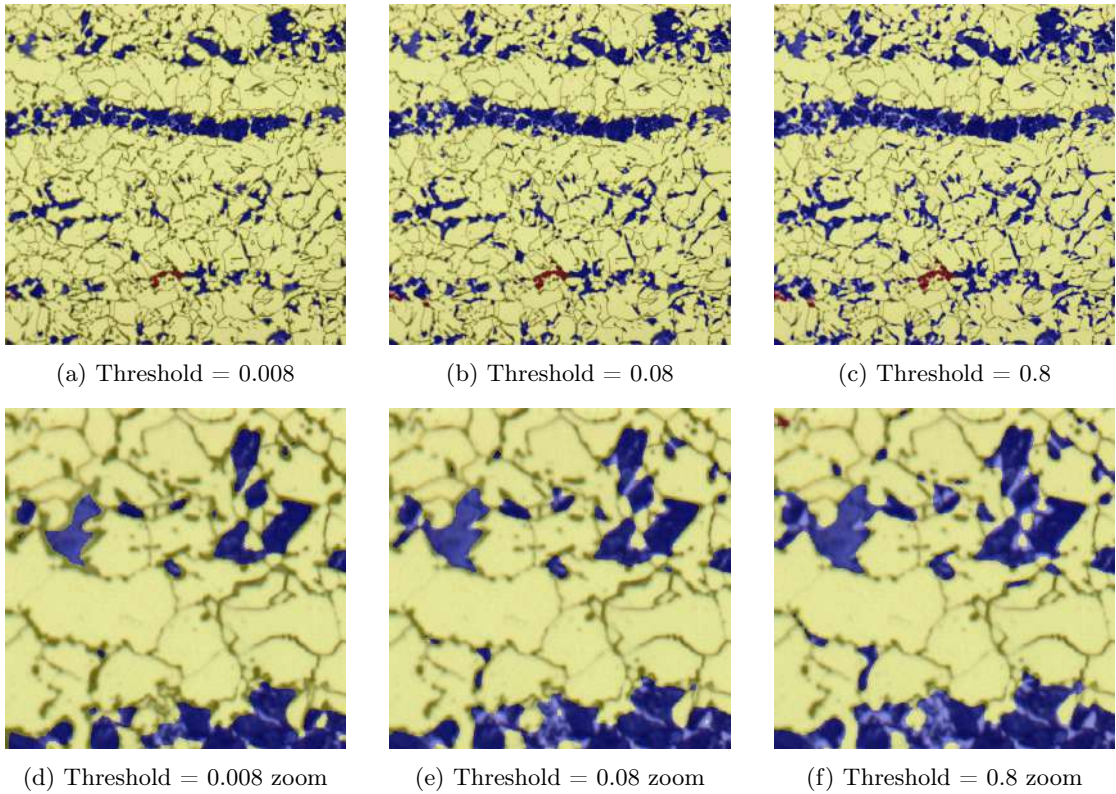 (a) Threshold = 0.008
(b) Threshold = 0.08
(c) Threshold = 0.8
(d) Threshold = 0.008 zoom
(e) Threshold = 0.08 zoom
(f) Threshold = 0.8 zoom